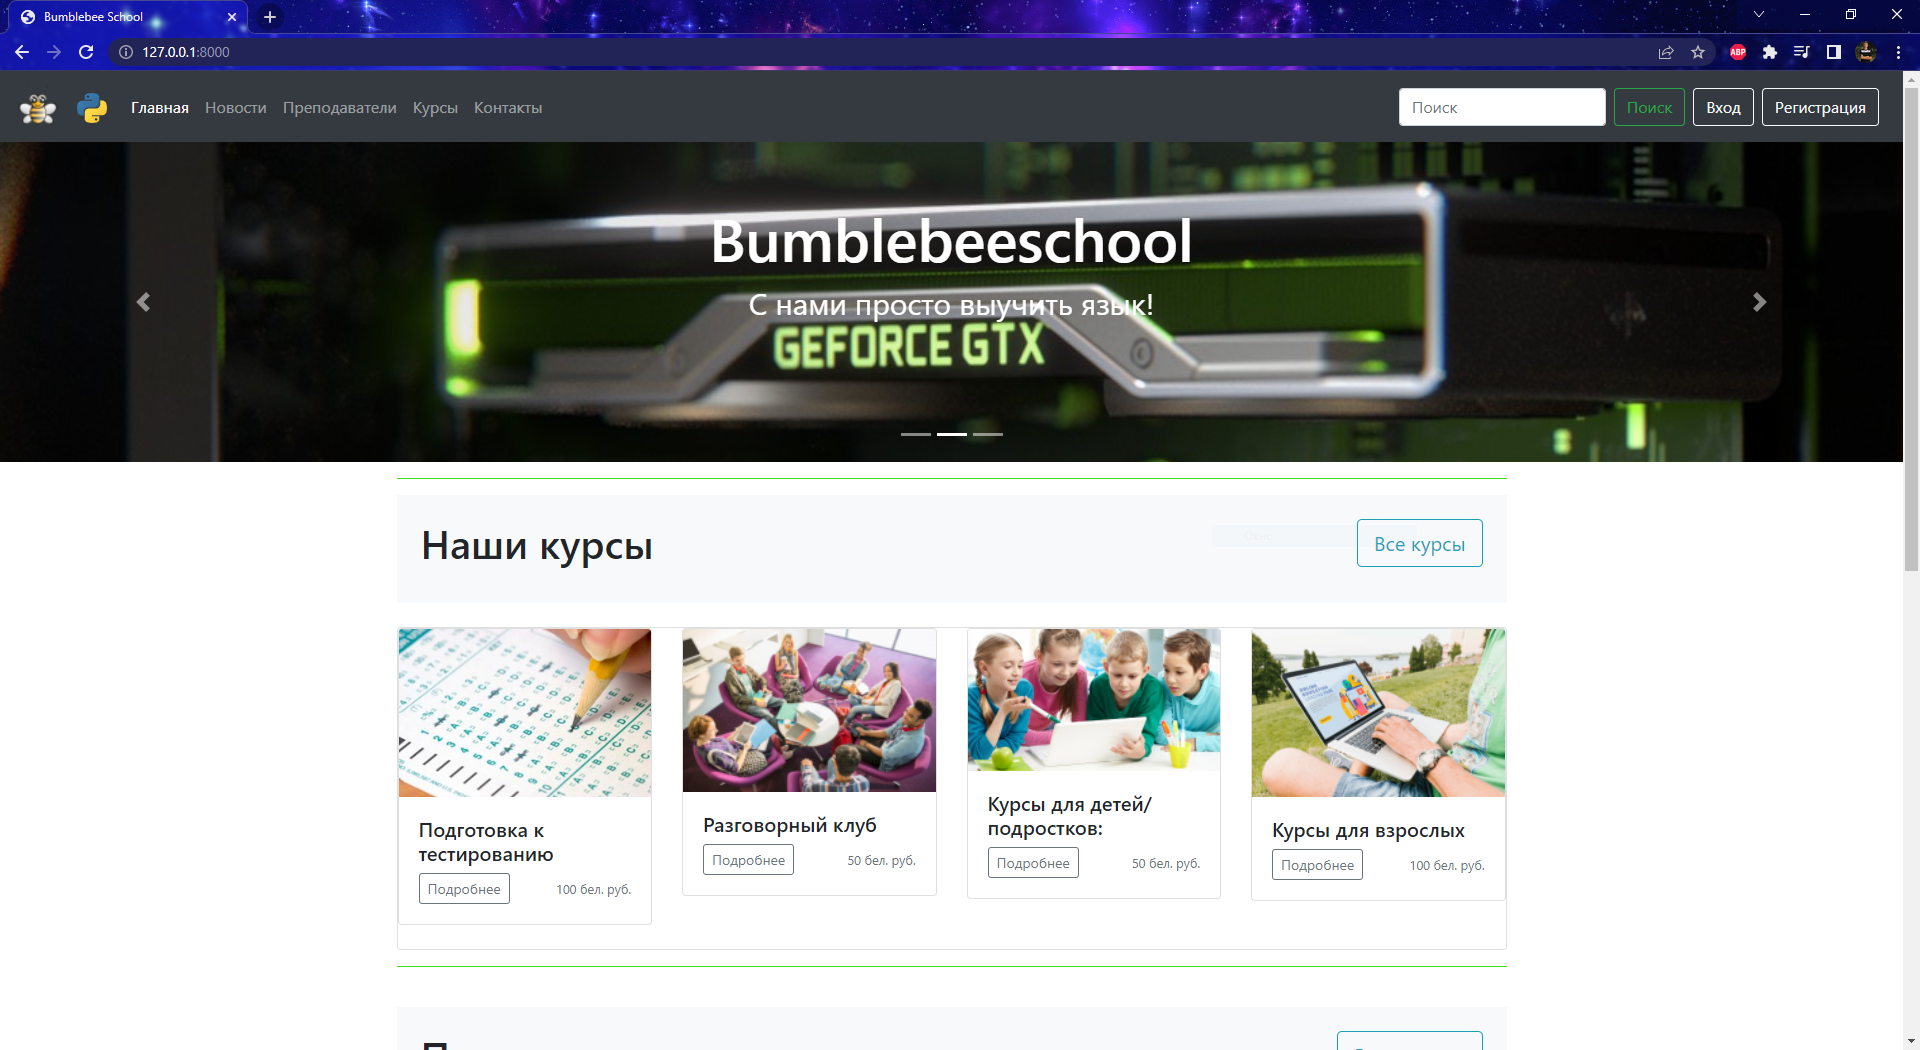 Bumblebee School
127.0.0.1:8000
ABP
Главная Новости Преподаватели Курсы Контакты
Поиск Поиск Вход Регистрация
Bumblebeeschool
С нами просто выучить язык!
GEFORCE GTX
Наши курсы
Все курсы
Подготовка к
тестированию
Подробнее 100 бел. руб.
Разговорный клуб
Подробнее 50 бел. руб.
Курсы для детей/
подростков:
Подробнее 50 бел. руб.
Курсы для взрослых
Подробнее 100 бел. руб.